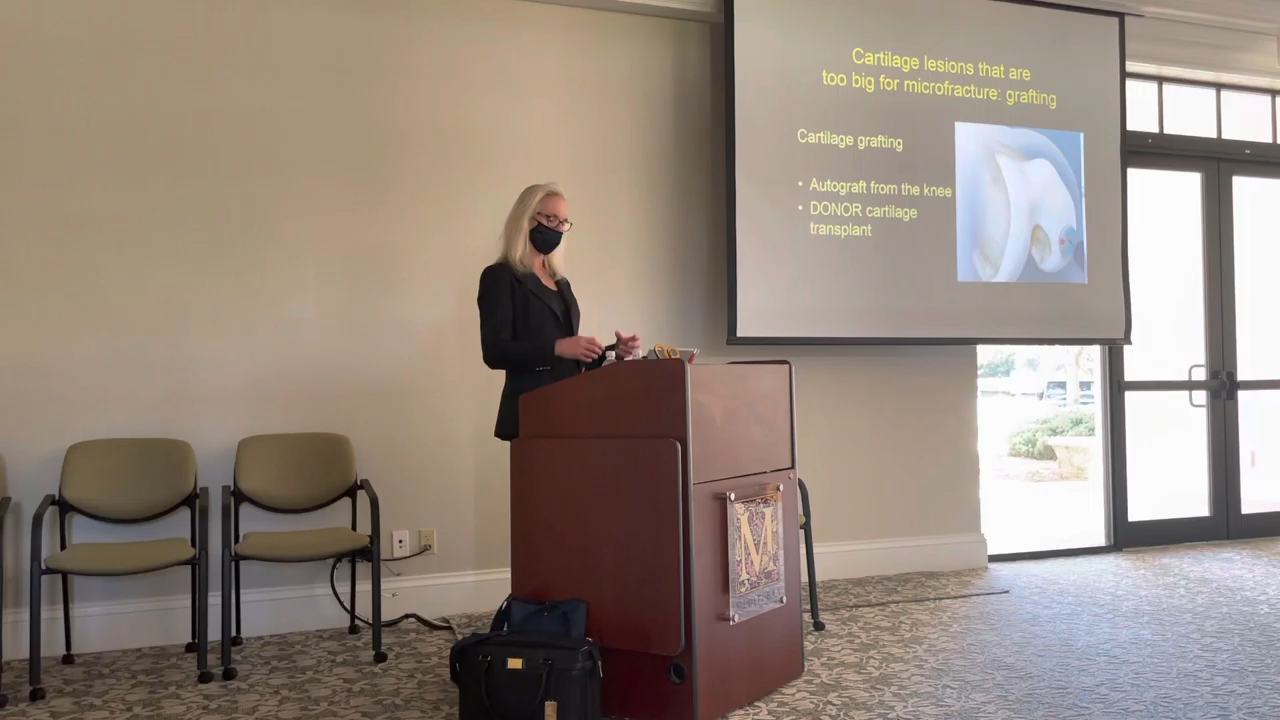 Cartilage lesions that are
too big for microfracture: grafting
Cartilage grafting
• Autograft from the knee
• DONOR cartilage
transplant
M